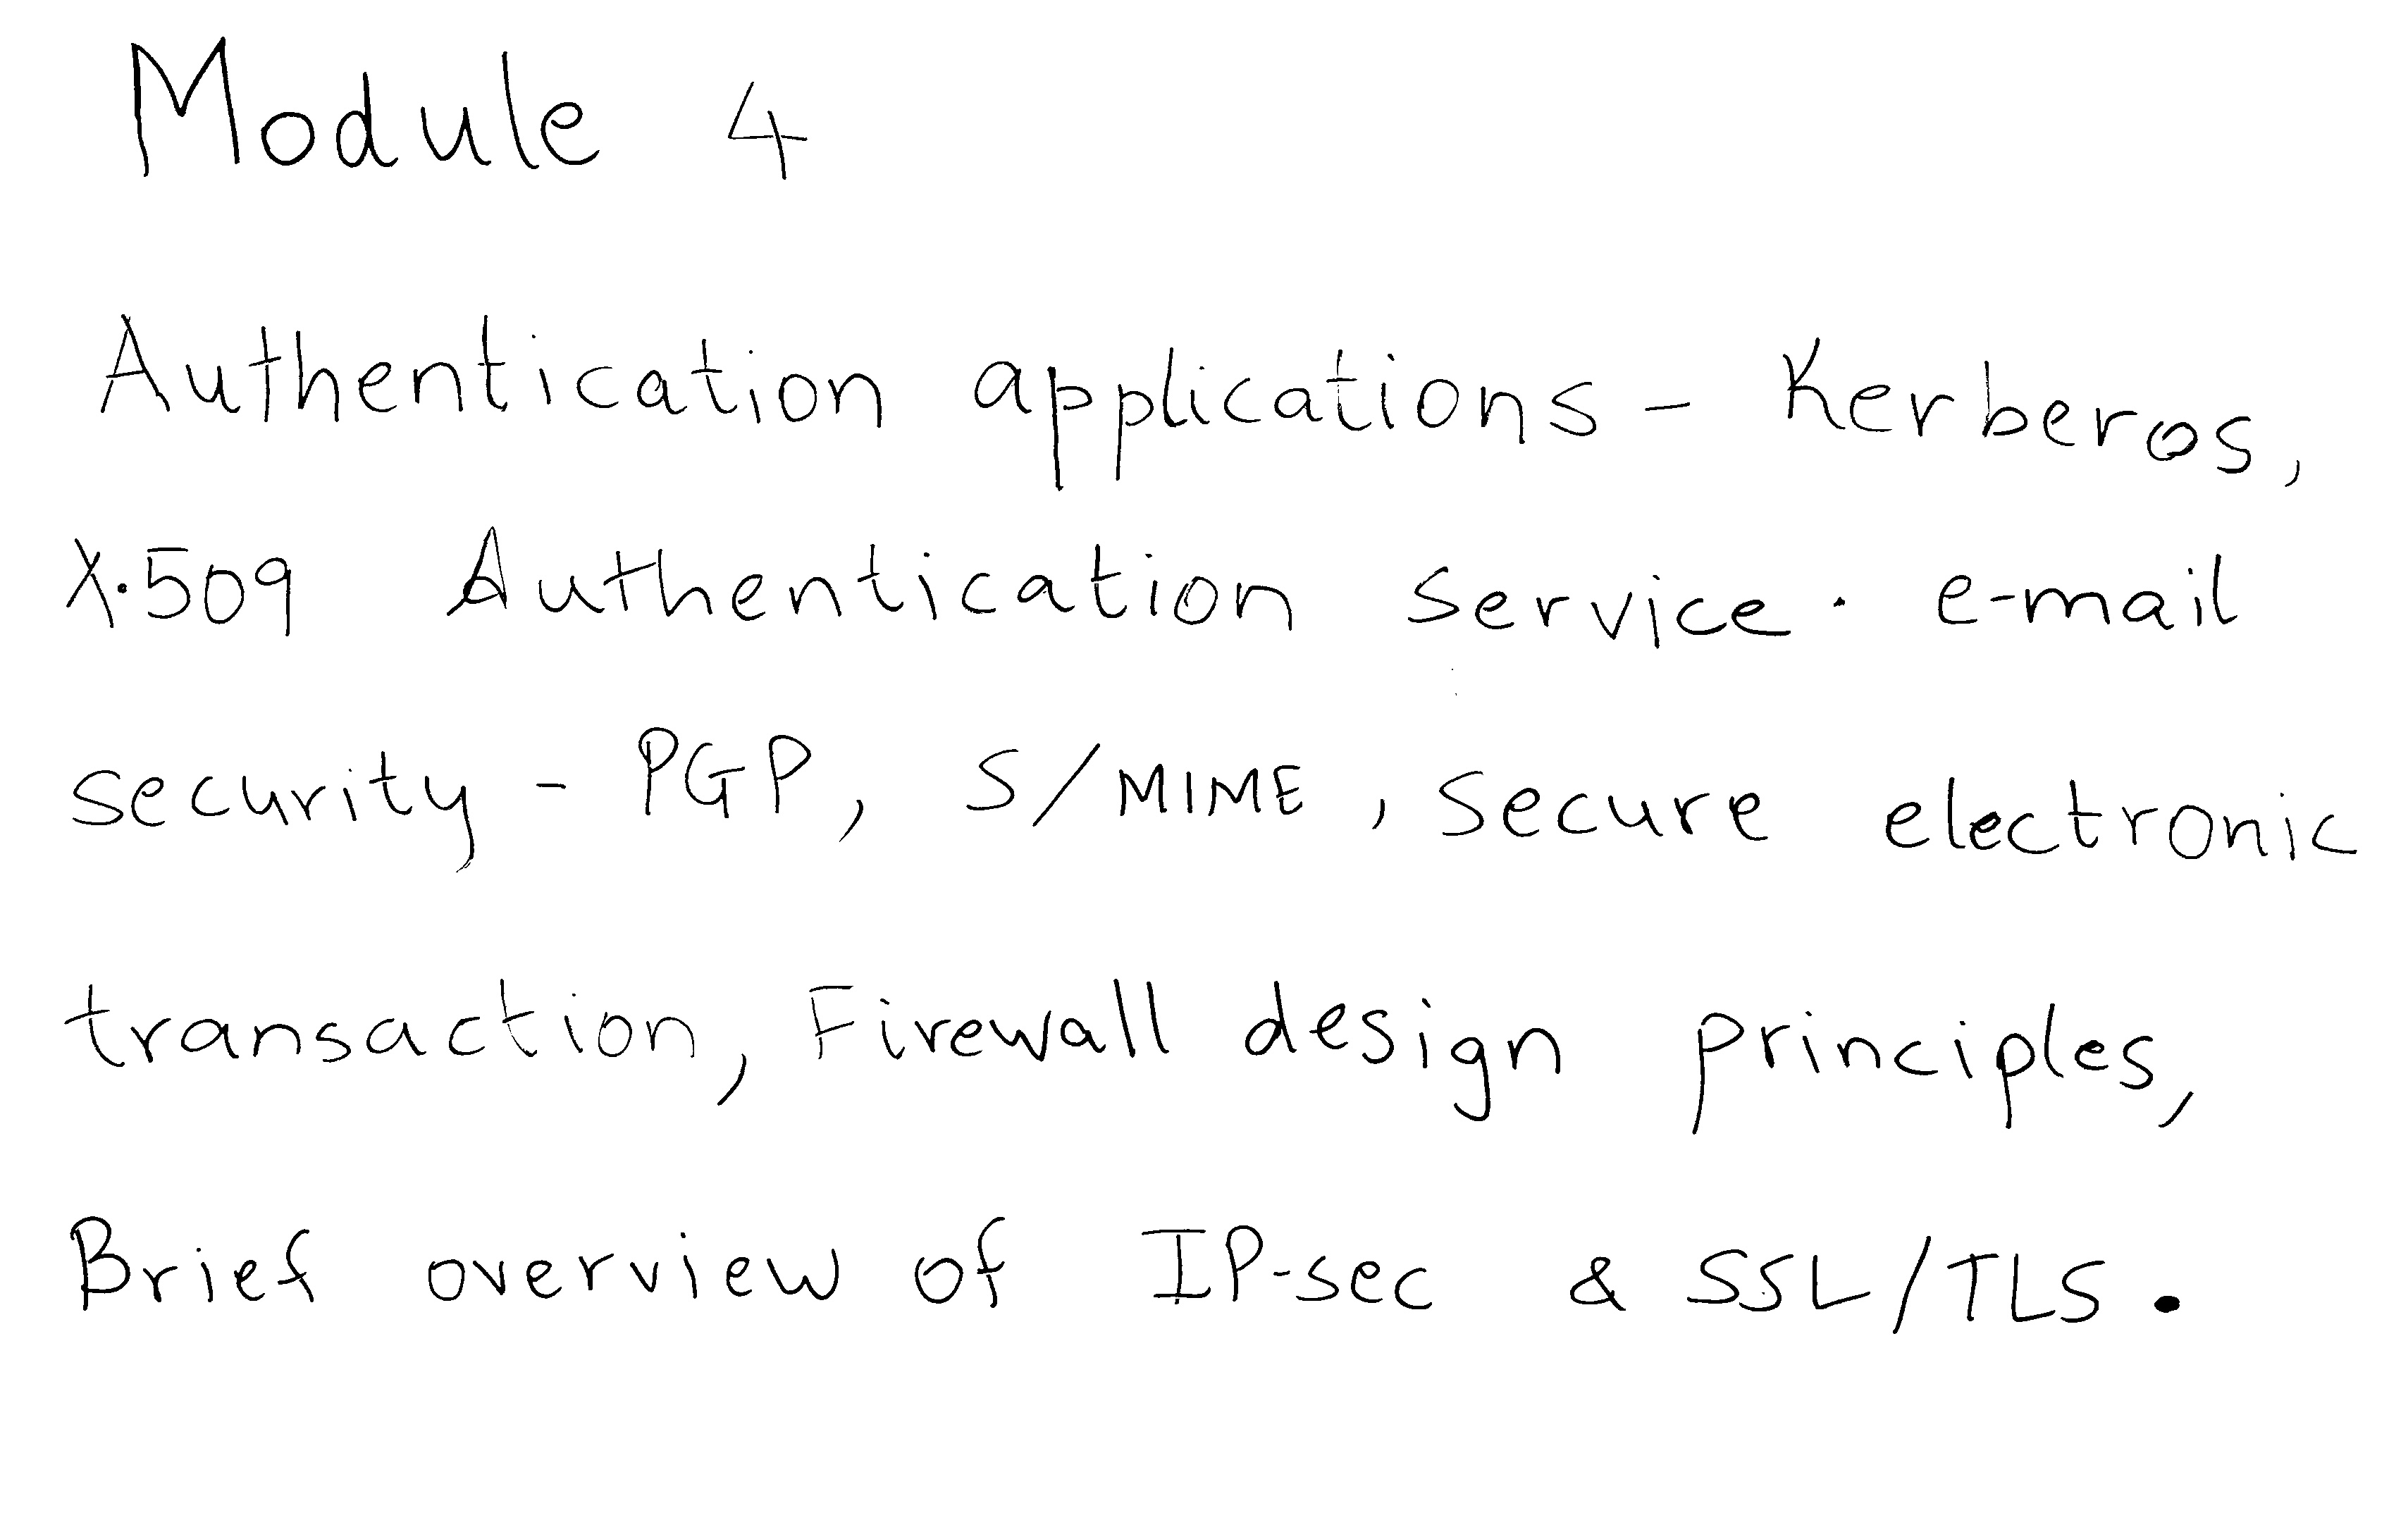 Module 4
Authentication applications - Kerberos,
X.509 Authentication service. e-mail
security - PGP, S/MIME, Secure electronic
transaction, Firewall design principles,
Brief overview of IP-sec & SSL/TLS.